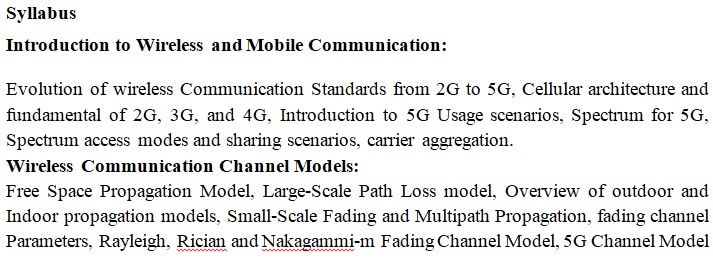 Syllabus
Introduction to Wireless and Mobile Communication:
Evolution of wireless Communication Standards from 2G to 5G, Cellular architecture and
fundamental of 2G, 3G, and 4G, Introduction to 5G Usage scenarios, Spectrum for 5G,
Spectrum access modes and sharing scenarios, carrier aggregation.
Wireless Communication Channel Models:
Free Space Propagation Model, Large-Scale Path Loss model, Overview of outdoor and
Indoor propagation models, Small-Scale Fading and Multipath Propagation, fading channel
Parameters, Rayleigh, Rician and Nakagammi-m Fading Channel Model, 5G Channel Model